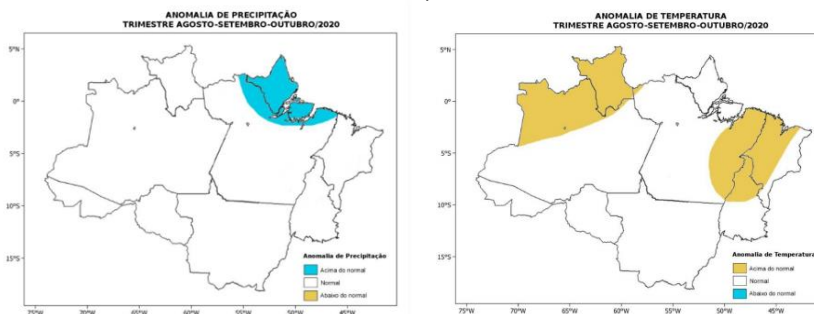 ANOMALIA DE PRECIPITAÇÃO
TRIMESTRE AGOSTO-SETEMBRO-OUTUBRO/2020
5°N
0°
5°S
10°S
15°S
75°W 70°W 65°W 60°W 55°W 50°W 45°W
Anomalia de Precipitação
Acima do normal
Normal
Abaixo do normal
ANOMALIA DE TEMPERATURA
TRIMESTRE AGOSTO-SETEMBRO-OUTUBRO/2020
5°N
0°
5°S
10°S
15°S
75°W 70°W 65°W 60°W 55°W 50°W 45°W
Anomalia de Temperatura
Acima do normal
Normal
Abaixo do normal